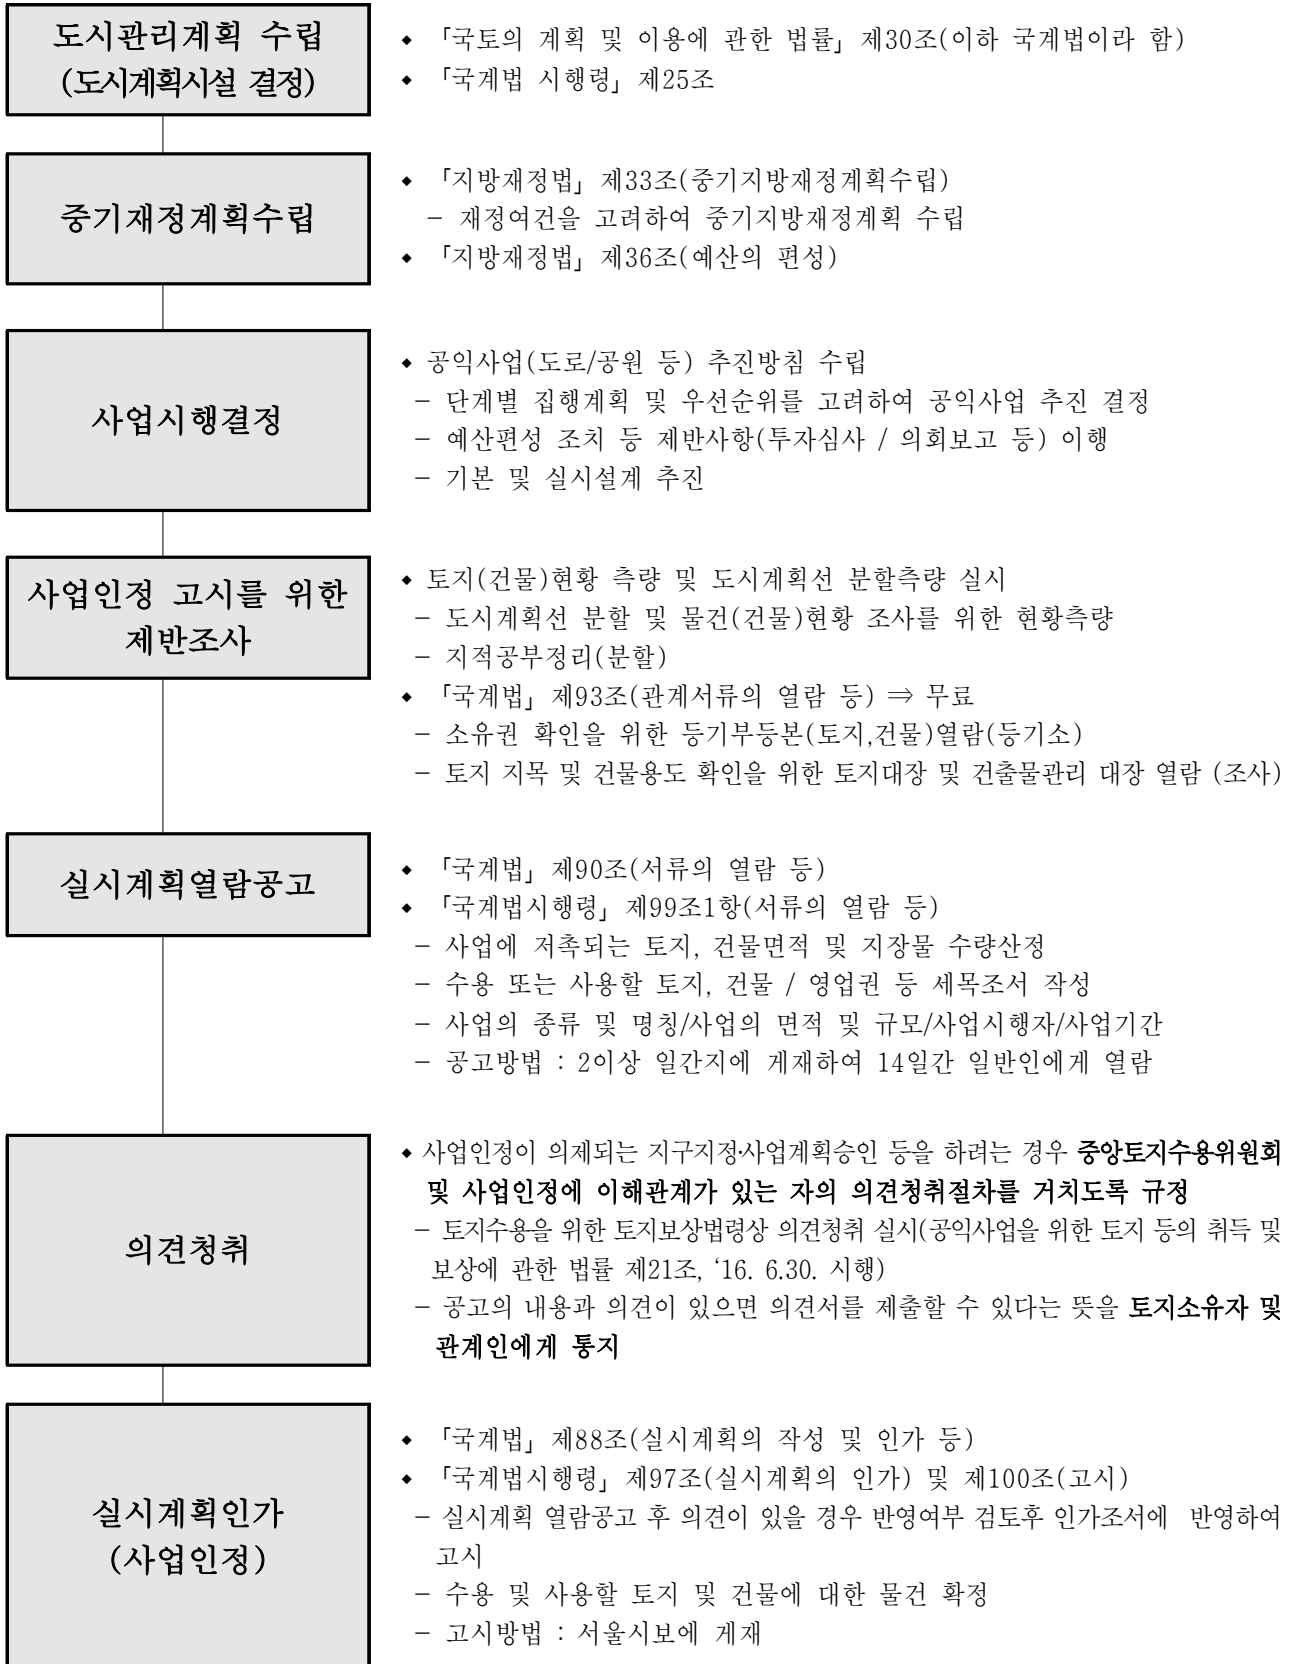 도시관리계획 수립
(도시계획시설 결정)
◆ 「국토의 계획 및 이용에 관한 법률」 제30조(이하 국계법이라 함)
◆ 「국계법 시행령」 제25조
중기재정계획수립
◆ 「지방재정법」 제33조(중기지방재정계획수립)
- 재정여건을 고려하여 중기지방재정계획 수립
◆ 「지방재정법」 제36조(예산의 편성)
사업시행결정
◆ 공익사업(도로/공원 등) 추진방침 수립
- 단계별 집행계획 및 우선순위를 고려하여 공익사업 추진 결정
- 예산편성 조치 등 제반사항(투자심사 / 의회보고 등) 이행
- 기본 및 실시설계 추진
사업인정 고시를 위한
제반조사
◆ 토지(건물)현황 측량 및 도시계획선 분할측량 실시
- 도시계획선 분할 및 물건(건물)현황 조사를 위한 현황측량
- 지적공부정리(분할)
◆ 「국계법」 제93조(관계서류의 열람 등) ⇒ 무료
- 소유권 확인을 위한 등기부등본(토지,건물)열람(등기소)
- 토지 지목 및 건물용도 확인을 위한 토지대장 및 건출물관리 대장 열람 (조사)
실시계획열람공고
◆ 「국계법」 제90조(서류의 열람 등)
◆ 「국계법시행령」 제99조1항(서류의 열람 등)
- 사업에 저촉되는 토지, 건물면적 및 지장물 수량산정
- 수용 또는 사용할 토지, 건물 / 영업권 등 세목조서 작성
- 사업의 종류 및 명칭/사업의 면적 및 규모/사업시행자/사업기간
- 공고방법 : 2이상 일간지에 게재하여 14일간 일반인에게 열람
의견청취
◆ 사업인정이 의제되는 지구지정·사업계획승인 등을 하려는 경우 중앙토지수용위원회
및 사업인정에 이해관계가 있는 자의 의견청취절차를 거치도록 규정
- 토지수용을 위한 토지보상법령상 의견청취 실시(공익사업을 위한 토지 등의 취득 및
보상에 관한 법률 제21조, ‘16. 6.30. 시행)
- 공고의 내용과 의견이 있으면 의견서를 제출할 수 있다는 뜻을 토지소유자 및
관계인에게 통지
실시계획인가
(사업인정)
◆ 「국계법」 제88조(실시계획의 작성 및 인가 등)
◆ 「국계법시행령」 제97조(실시계획의 인가) 및 제100조(고시)
- 실시계획 열람공고 후 의견이 있을 경우 반영여부 검토후 인가조서에 반영하여
고시
- 수용 및 사용할 토지 및 건물에 대한 물건 확정
- 고시방법 : 서울시보에 게재